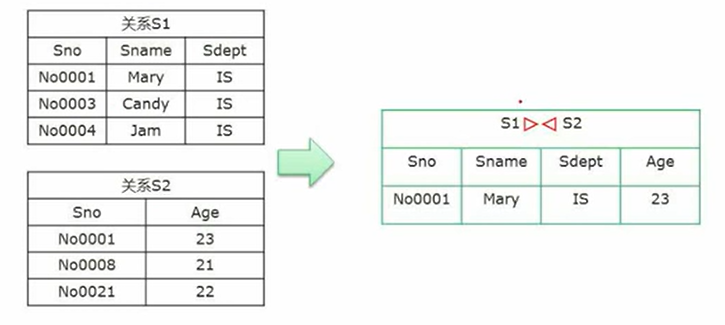 关系S1
Sno Sname Sdept
No0001 Mary IS
No0003 Candy IS
No0004 Jam IS
关系S2
Sno Age
No0001 23
No0008 21
No0021 22
S1▷◁ S2
Sno Sname Sdept Age
No0001 Mary IS 23